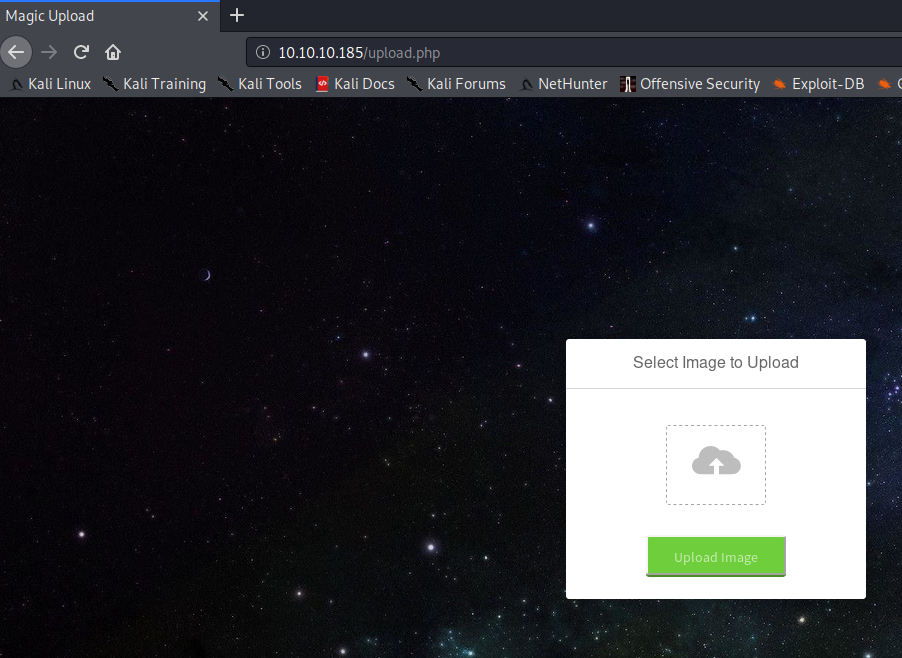 Magic Upload
10.10.10.185/upload.php
Kali Linux Kali Training Kali Tools Kali Docs Kali Forums NetHunter Offensive Security Exploit-DB
Select Image to Upload
Upload Image